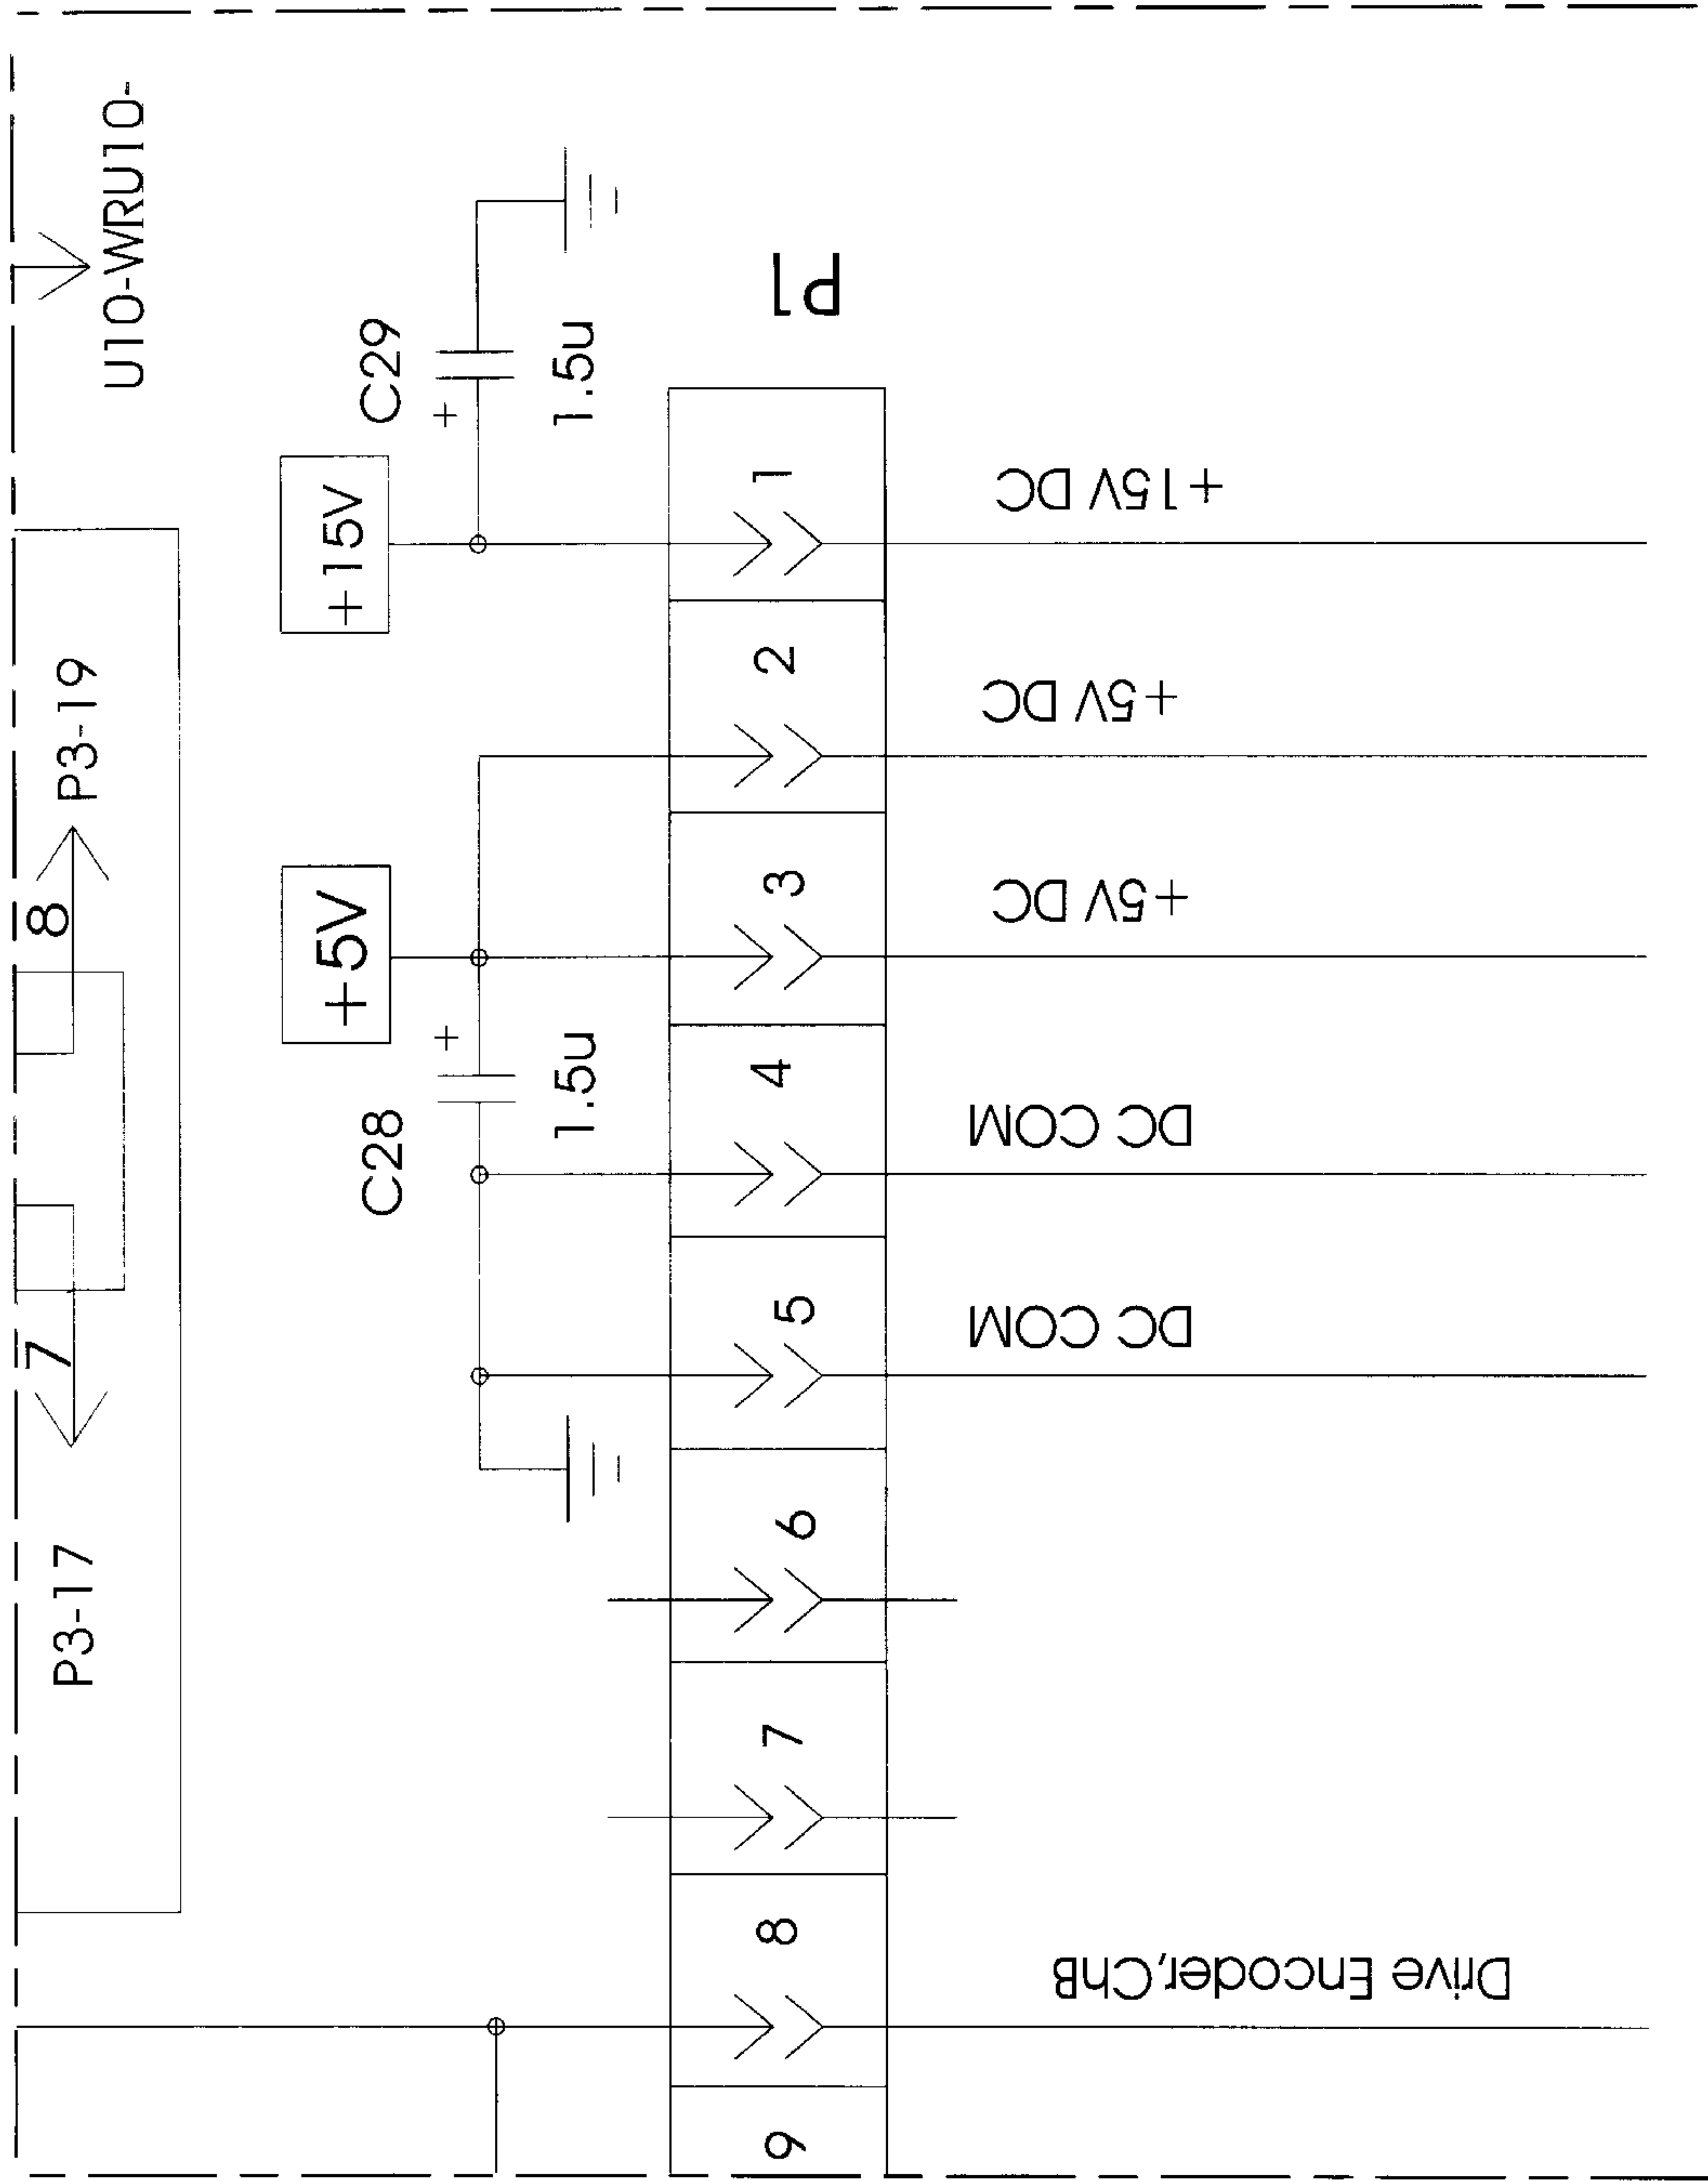 U10-WRU10-
8
P3-19
7
P3-17
+15V
C29
+
1.5u
+5V
+
C28
1.5u
P1
1
2
3
4
5
6
7
8
9
+15V DC
+5V DC
+5V DC
DC COM
DC COM
Drive Encoder,ChB